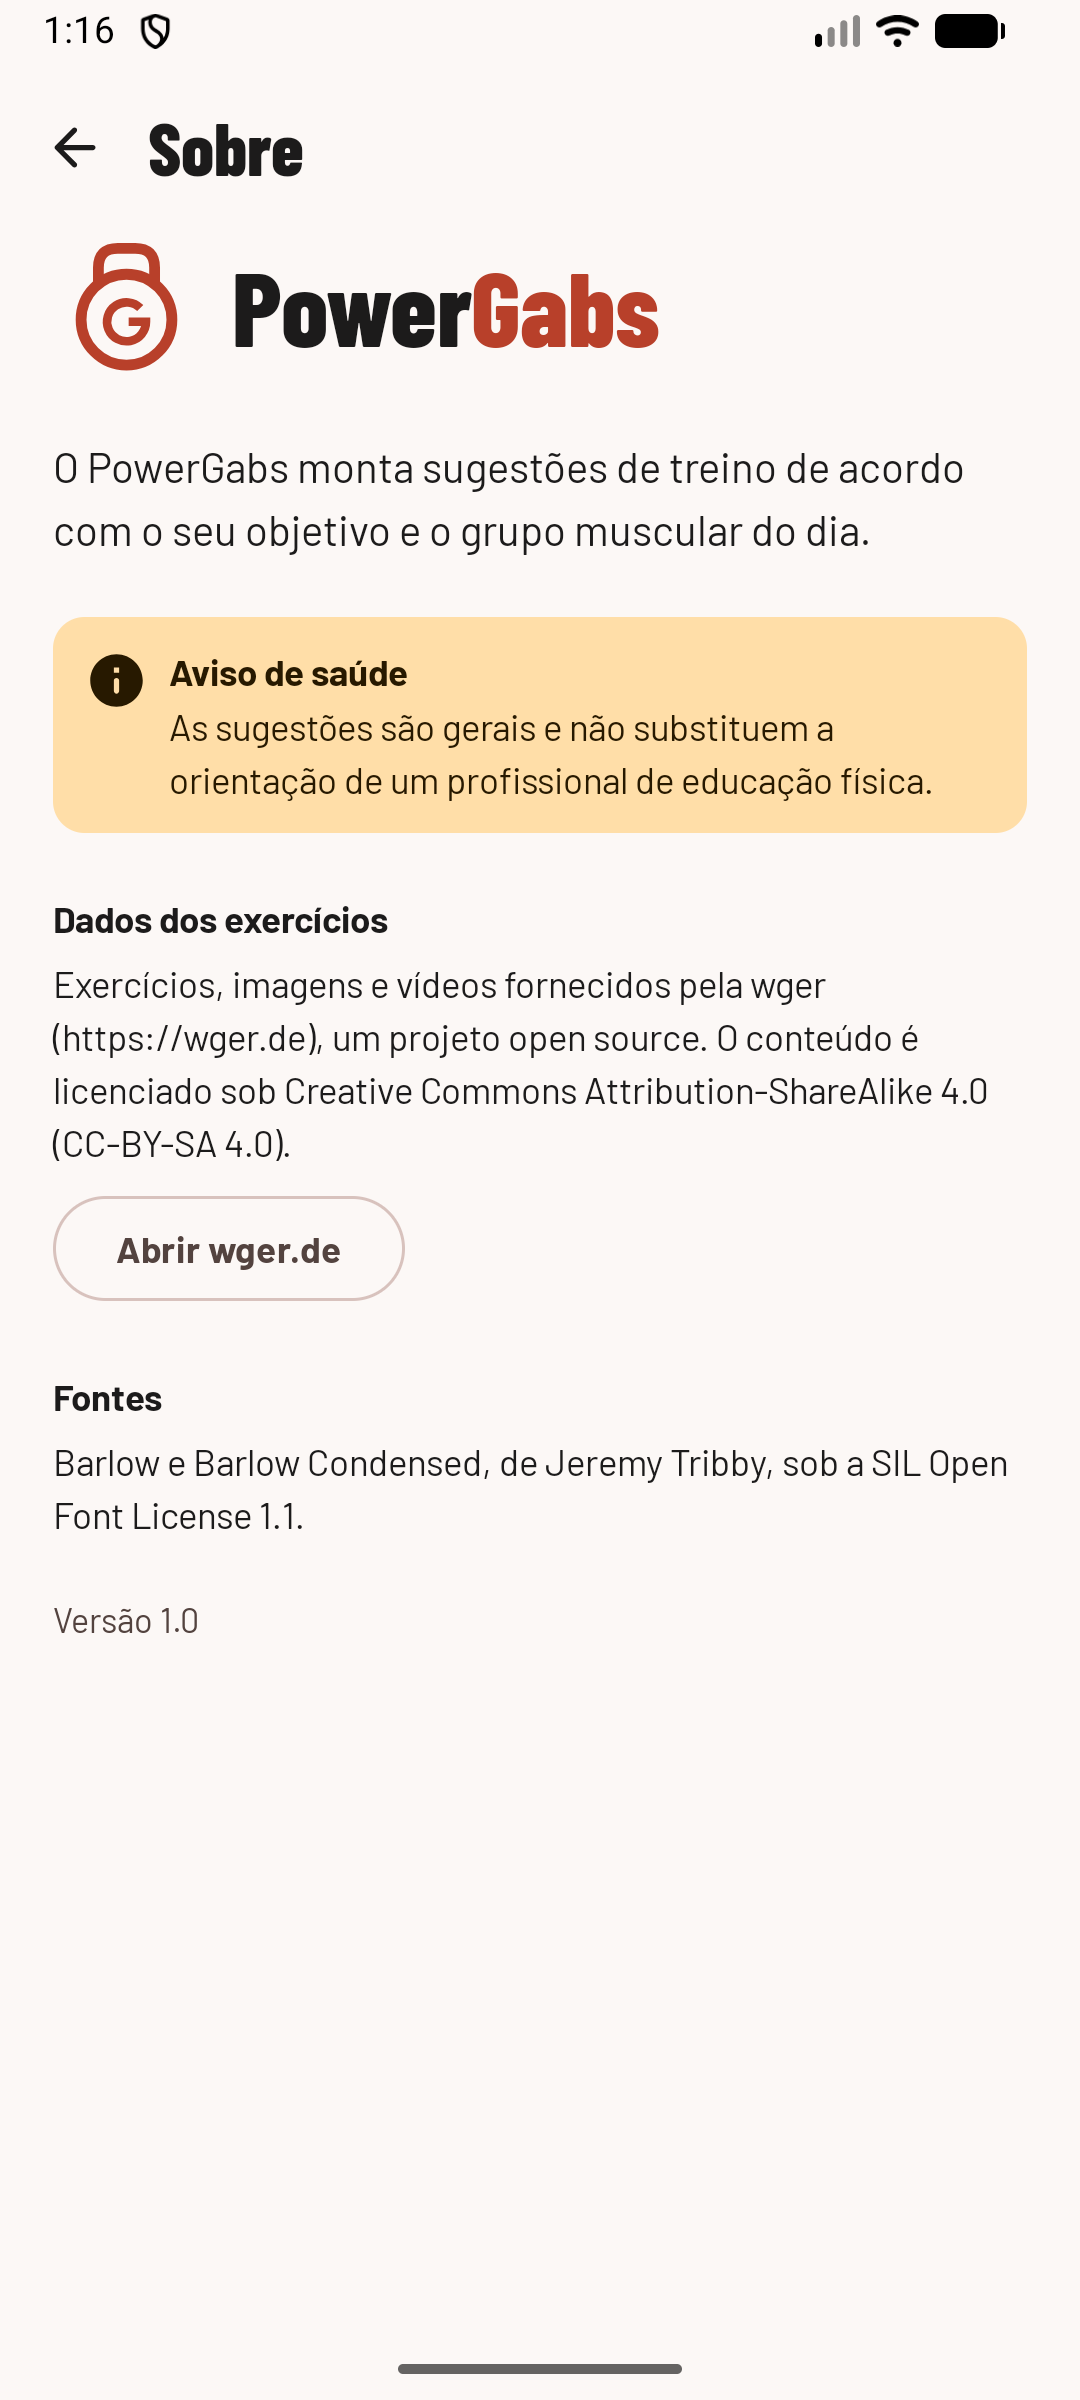 1:16
Sobre
G
PowerGabs
O PowerGabs monta sugestões de treino de acordo
com o seu objetivo e o grupo muscular do dia.
Aviso de saúde
As sugestões são gerais e não substituem a
orientação de um profissional de educação física.
Dados dos exercícios
Exercícios, imagens e vídeos fornecidos pela wger
(https://wger.de), um projeto open source. O conteúdo é
licenciado sob Creative Commons Attribution-ShareAlike 4.0
(CC-BY-SA 4.0).
Abrir wger.de
Fontes
Barlow e Barlow Condensed, de Jeremy Tribby, sob a SIL Open
Font License 1.1.
Versão 1.0